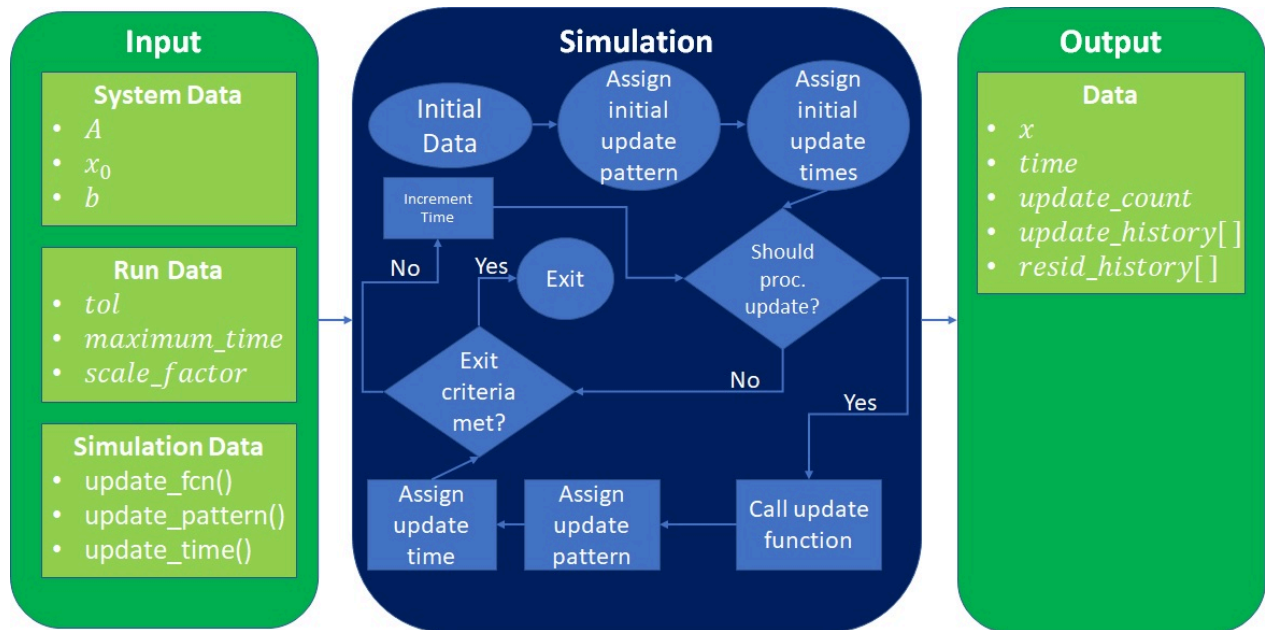 Input
System Data
• A
• x₀
• b
Run Data
• tol
• maximum_time
• scale_factor
Simulation Data
• update_fcn()
• update_pattern()
• update_time()
Simulation
Initial
Data
Assign
initial
update
pattern
Assign
initial
update
times
Increment
Time
No
Yes
Exit
Should
proc.
update?
Exit
criteria
met?
No
Yes
Assign
update
time
Assign
update
pattern
Call update
function
Output
Data
• x
• time
• update_count
• update_history[ ]
• resid_history[ ]